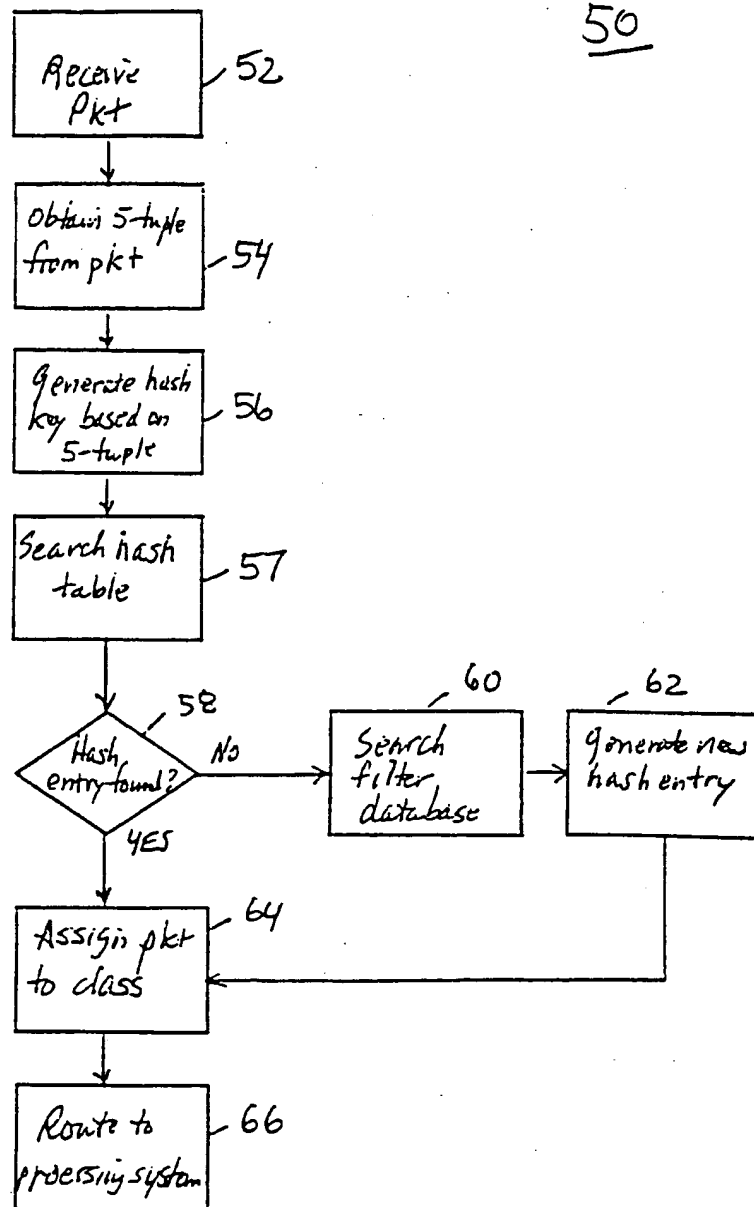 50
Receive
Pkt
52
Obtain 5-tuple
from pkt
54
Generate hash
key based on
5-tuple
56
Search hash
table
57
58
Hash
entry found?
No
YES
60
Search
filter
database
62
generate new
hash entry
64
Assign pkt
to class
66
Route to
processing system